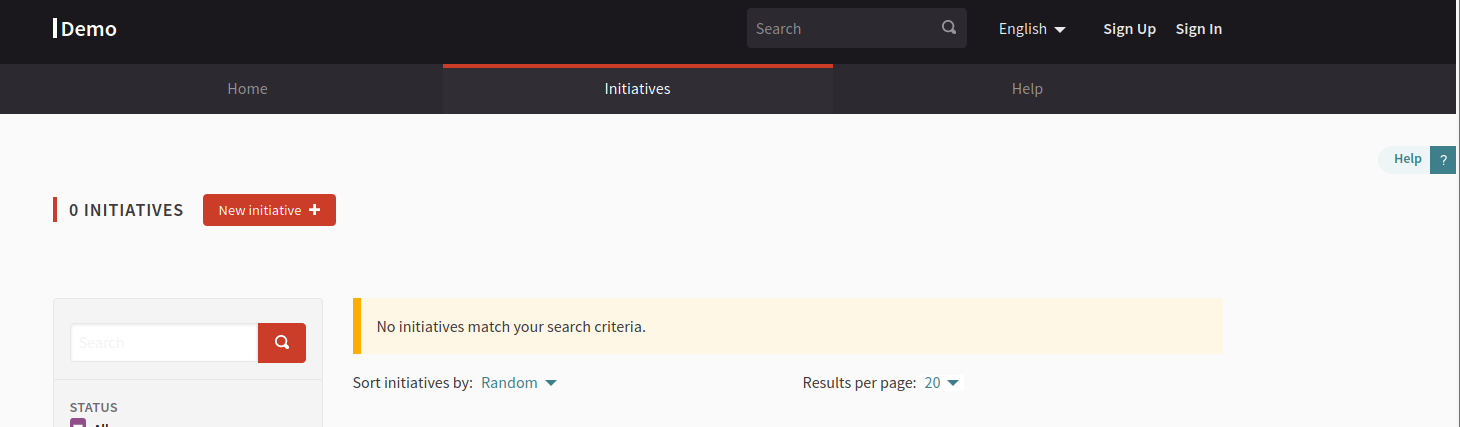 Demo
Search
English
Sign Up
Sign In
Home
Initiatives
Help
Help ?
0 INITIATIVES
New initiative
Search
No initiatives match your search criteria.
Sort initiatives by: Random
Results per page: 20
STATUS